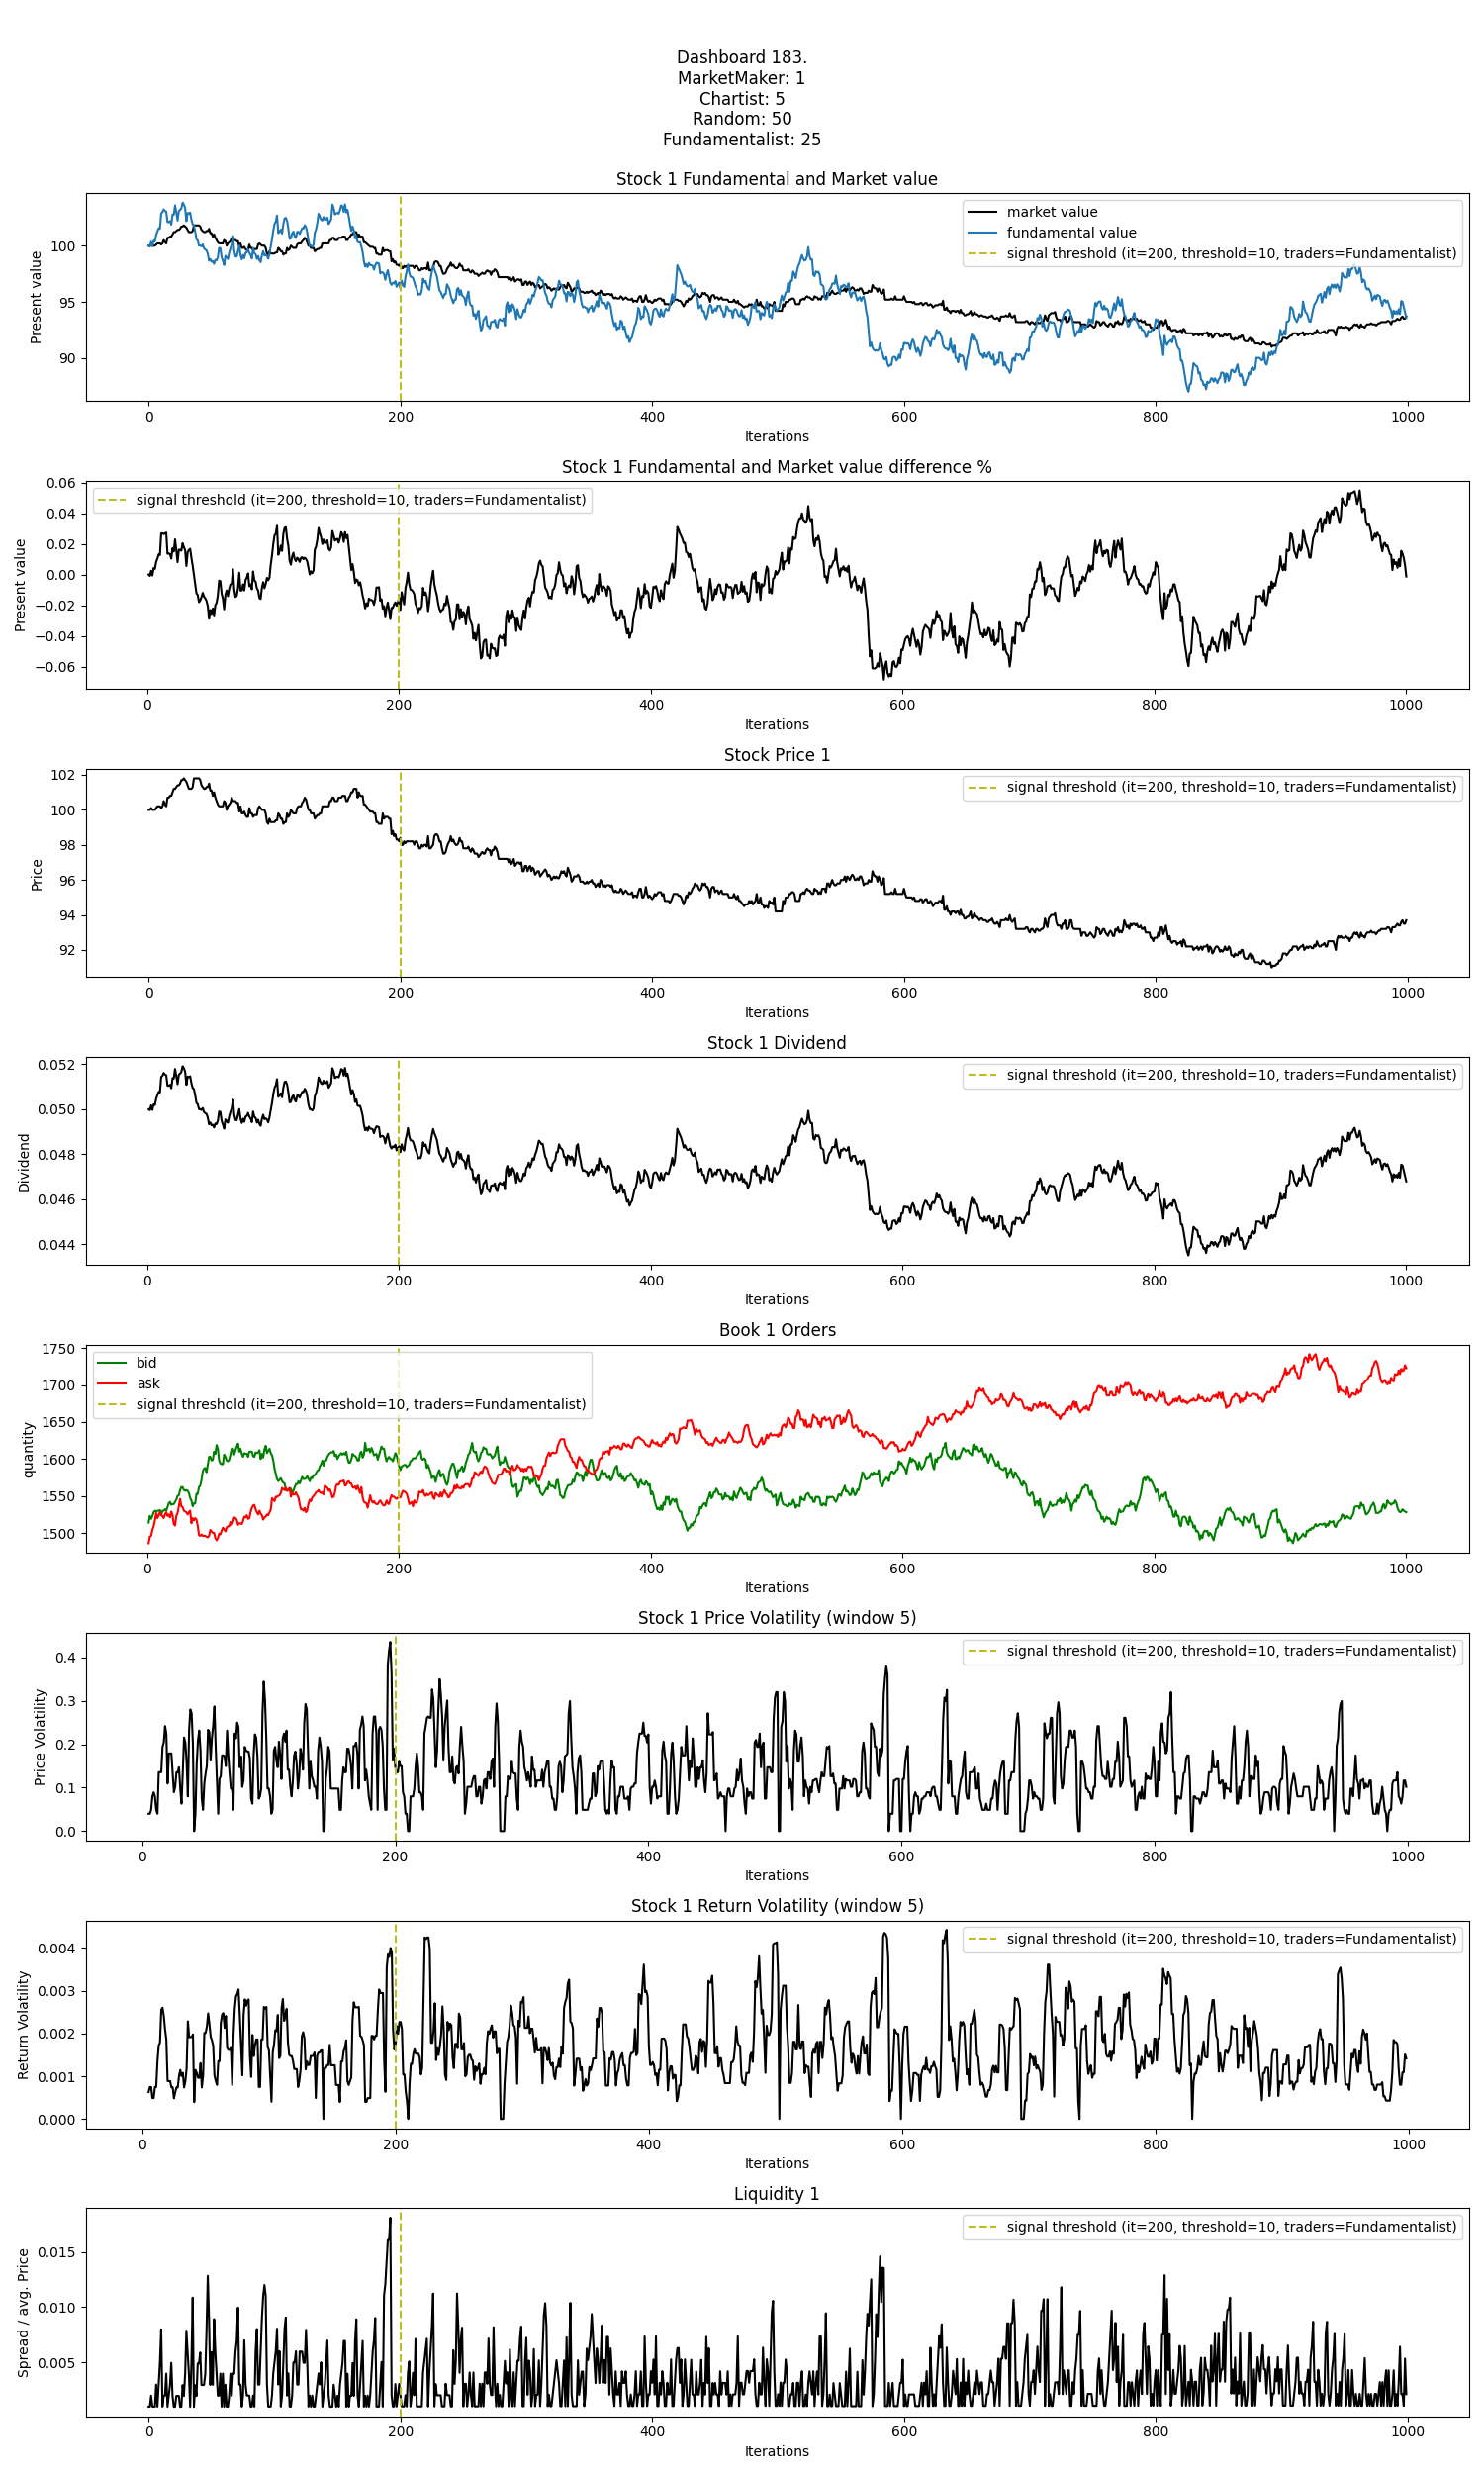 Dashboard 183.
MarketMaker: 1
Chartist: 5
Random: 50
Fundamentalist: 25
Stock 1 Fundamental and Market value
market value
fundamental value
signal threshold (it=200, threshold=10, traders=Fundamentalist)
Present value
100
95
90
0 200 400 600 800 1000
Iterations
Stock 1 Fundamental and Market value difference %
signal threshold (it=200, threshold=10, traders=Fundamentalist)
Present value
0.06
0.04
0.02
0.00
−0.02
−0.04
−0.06
0 200 400 600 800 1000
Iterations
Stock Price 1
signal threshold (it=200, threshold=10, traders=Fundamentalist)
Price
102
100
98
96
94
92
0 200 400 600 800 1000
Iterations
Stock 1 Dividend
signal threshold (it=200, threshold=10, traders=Fundamentalist)
Dividend
0.052
0.050
0.048
0.046
0.044
0 200 400 600 800 1000
Iterations
Book 1 Orders
bid
ask
signal threshold (it=200, threshold=10, traders=Fundamentalist)
quantity
1750
1700
1650
1600
1550
1500
0 200 400 600 800 1000
Iterations
Stock 1 Price Volatility (window 5)
signal threshold (it=200, threshold=10, traders=Fundamentalist)
Price Volatility
0.4
0.3
0.2
0.1
0.0
0 200 400 600 800 1000
Iterations
Stock 1 Return Volatility (window 5)
signal threshold (it=200, threshold=10, traders=Fundamentalist)
Return Volatility
0.004
0.003
0.002
0.001
0.000
0 200 400 600 800 1000
Iterations
Liquidity 1
signal threshold (it=200, threshold=10, traders=Fundamentalist)
Spread / avg. Price
0.015
0.010
0.005
0 200 400 600 800 1000
Iterations